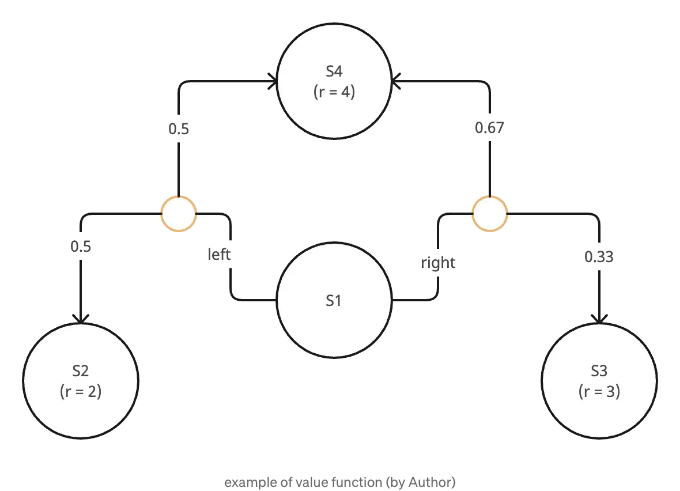 S4
(r = 4)
0.5
0.67
0.5
left
right
0.33
S1
S2
(r = 2)
S3
(r = 3)
example of value function (by Author)